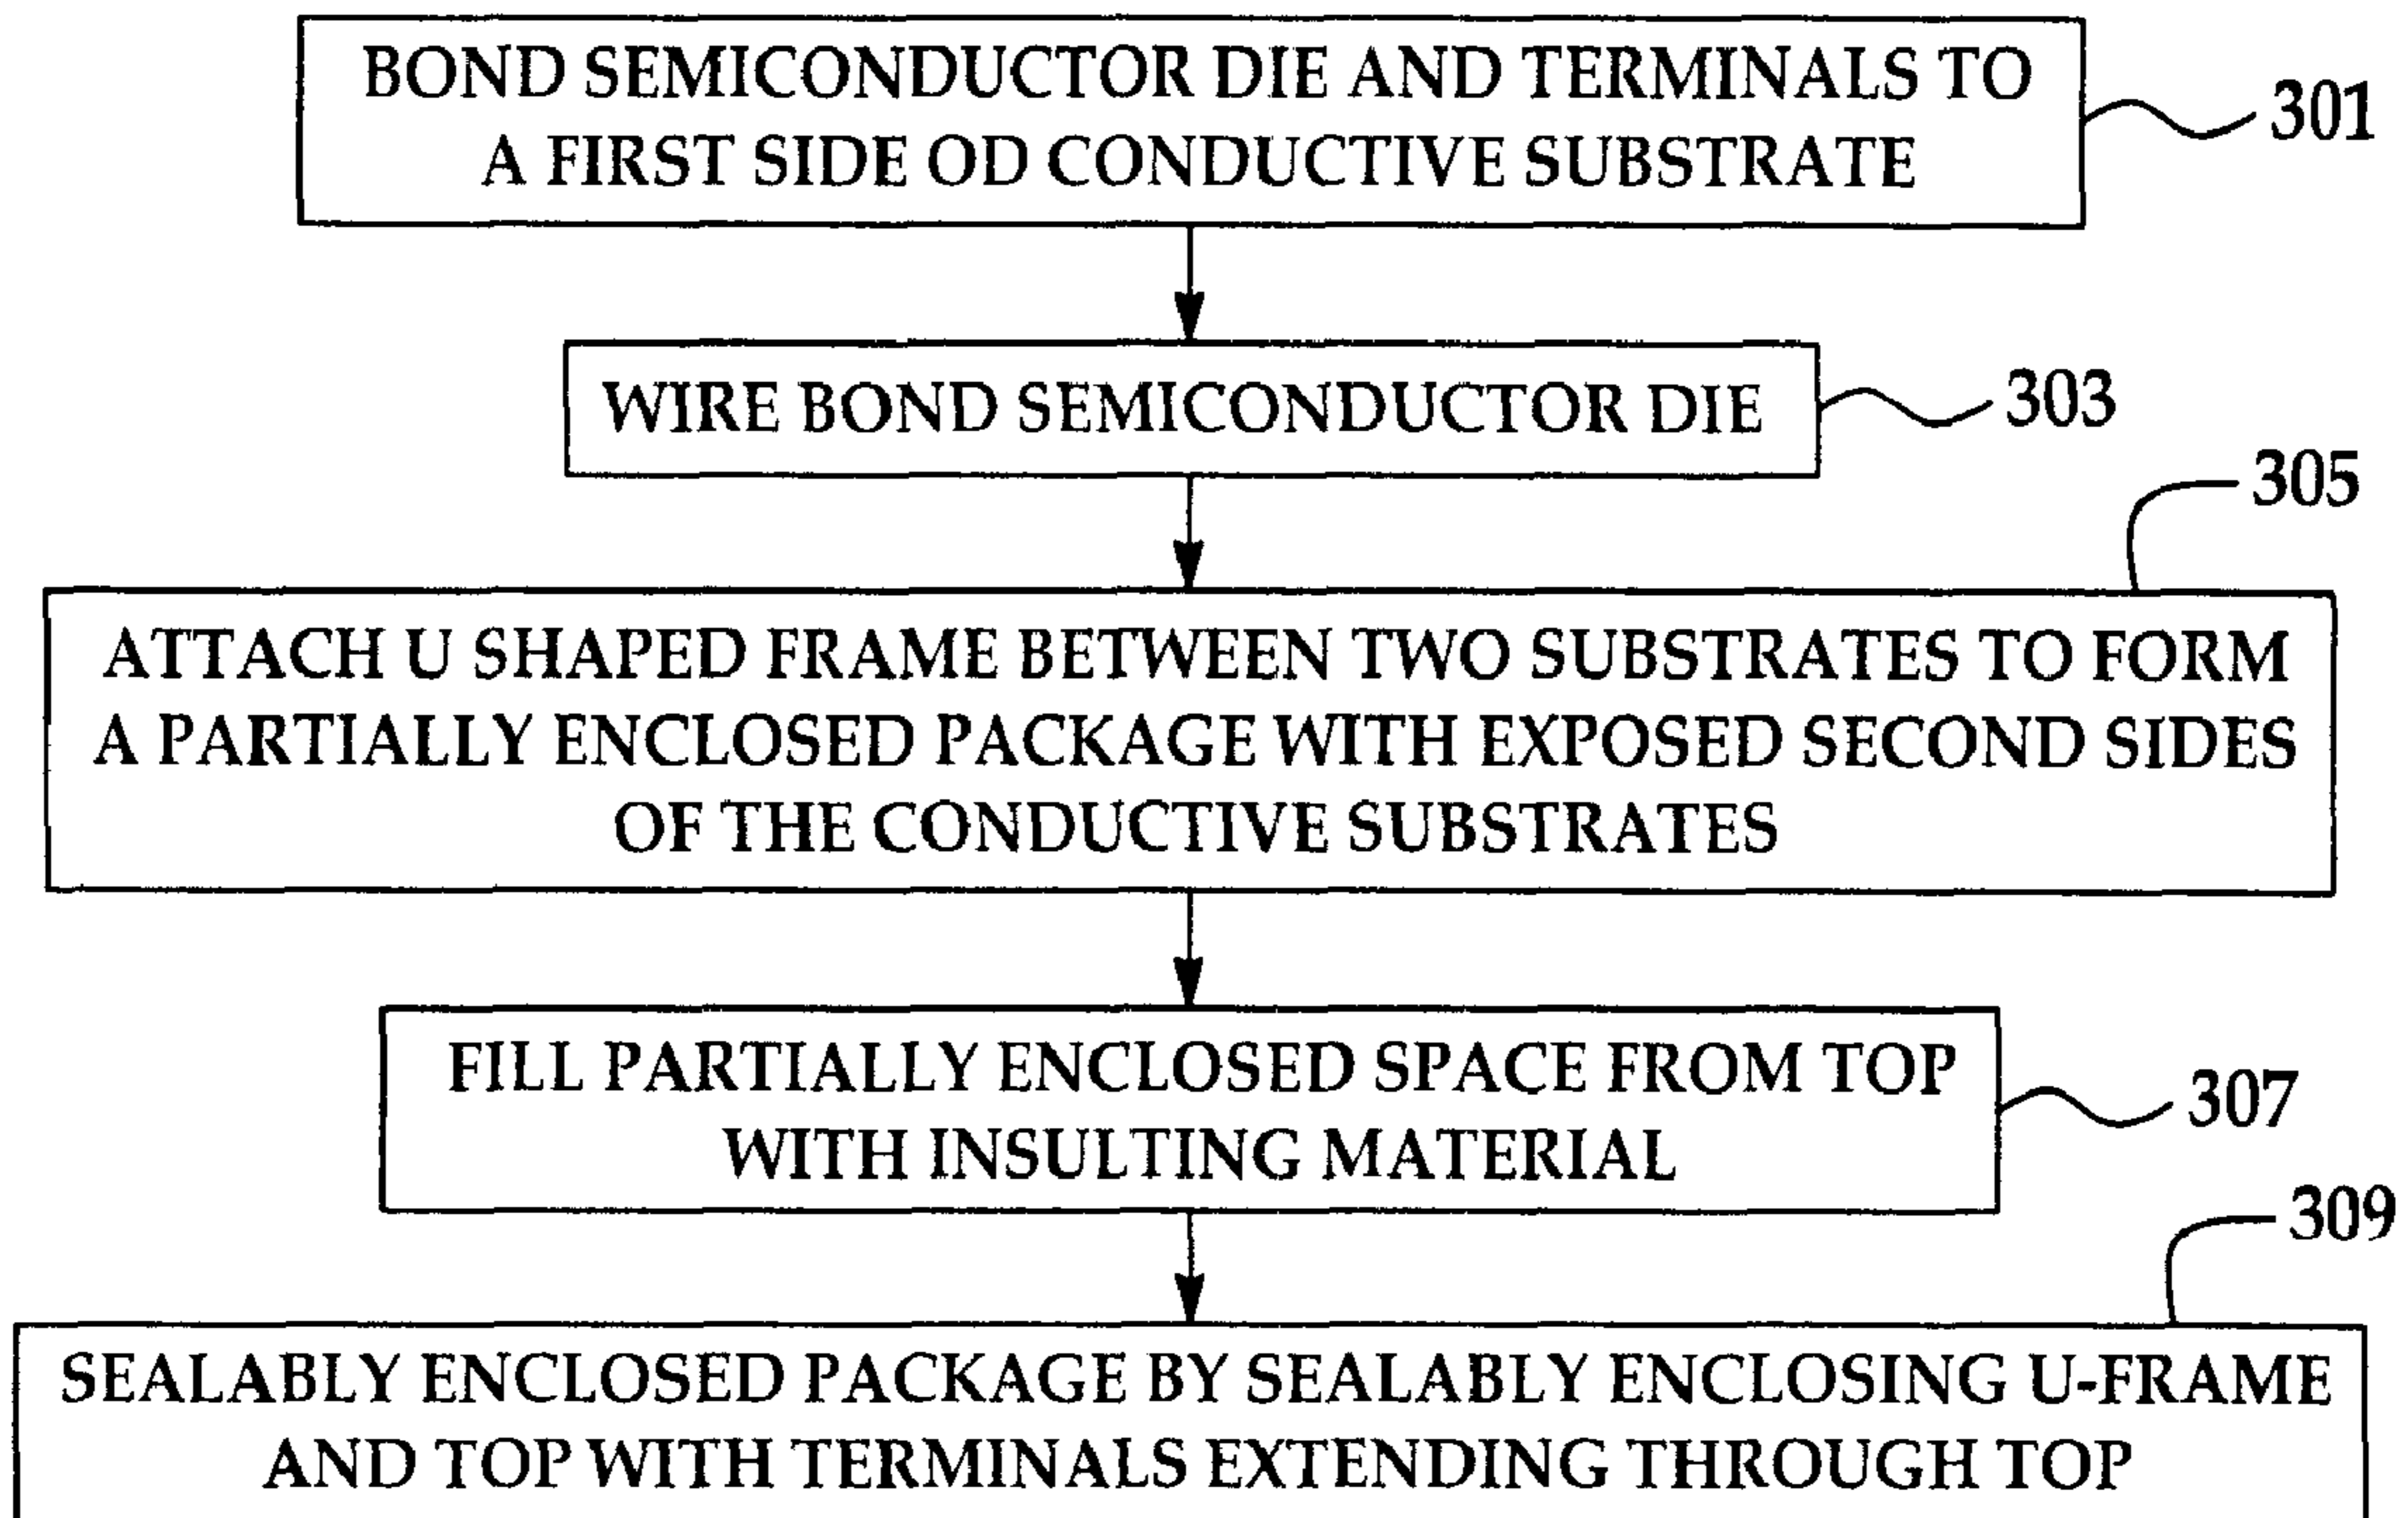 BOND SEMICONDUCTOR DIE AND TERMINALS TO
A FIRST SIDE OD CONDUCTIVE SUBSTRATE
301
WIRE BOND SEMICONDUCTOR DIE
303
305
ATTACH U SHAPED FRAME BETWEEN TWO SUBSTRATES TO FORM
A PARTIALLY ENCLOSED PACKAGE WITH EXPOSED SECOND SIDES
OF THE CONDUCTIVE SUBSTRATES
FILL PARTIALLY ENCLOSED SPACE FROM TOP
WITH INSULTING MATERIAL
307
309
SEALABLY ENCLOSED PACKAGE BY SEALABLY ENCLOSING U-FRAME
AND TOP WITH TERMINALS EXTENDING THROUGH TOP